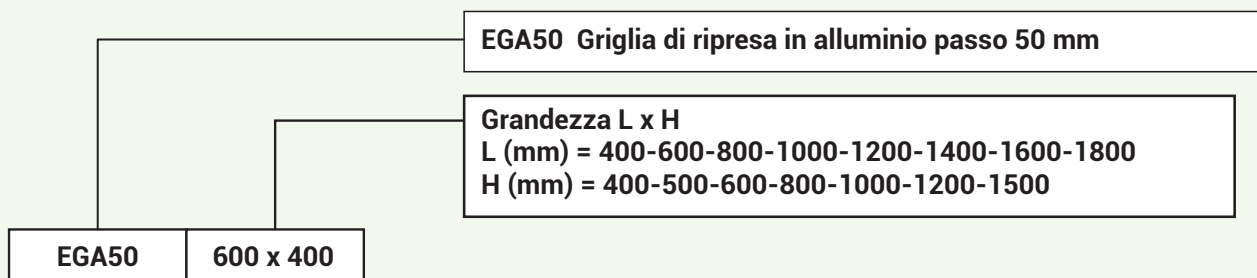 EGA50 Griglia di ripresa in alluminio passo 50 mm
Grandezza L x H
L (mm) = 400-600-800-1000-1200-1400-1600-1800
H (mm) = 400-500-600-800-1000-1200-1500
EGA50 600 x 400